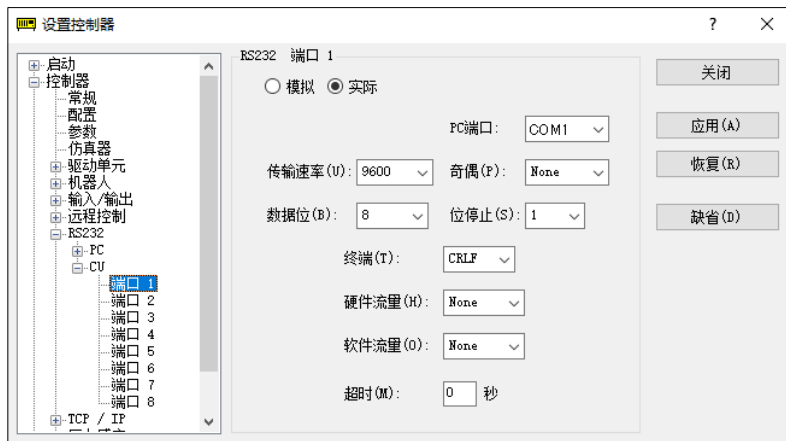 设置控制器
启动
控制器
常规
配置
参数
仿真器
驱动单元
机器人
输入/输出
远程控制
RS232
PC
CU
端口 1
端口 2
端口 3
端口 4
端口 5
端口 6
端口 7
端口 8
TCP / IP
RS232 端口 1
模拟 实际
PC端口: COM1
传输速率(U): 9600 奇偶(P): None
数据位(B): 8 位停止(S): 1
终端(T): CRLF
硬件流量(H): None
软件流量(O): None
超时(M): 0 秒
关闭
应用(A)
恢复(R)
缺省(D)